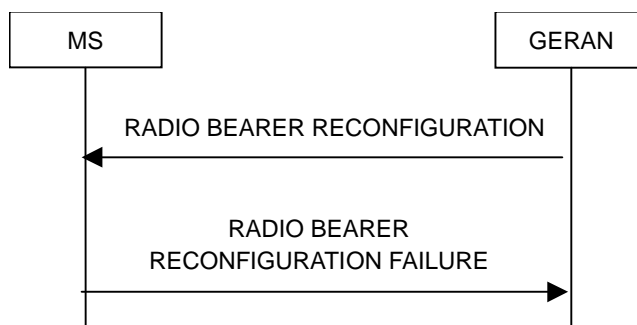 MS
GERAN
RADIO BEARER RECONFIGURATION
RADIO BEARER
RECONFIGURATION FAILURE